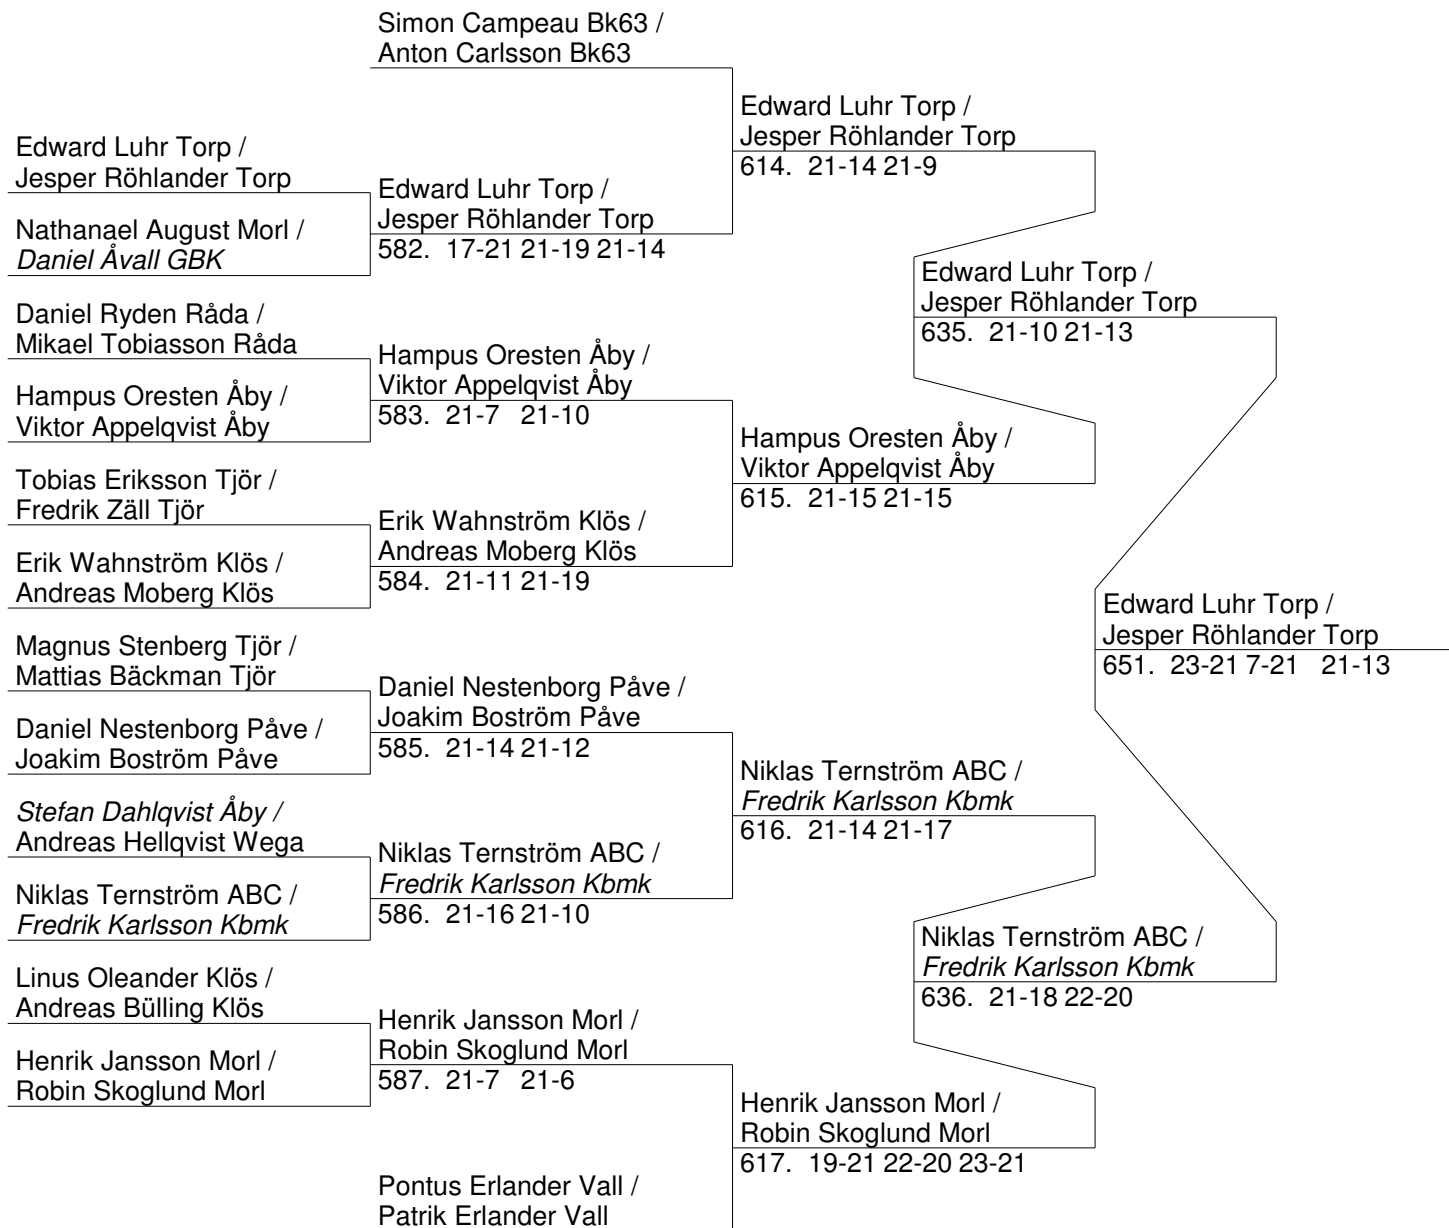 Simon Campeau Bk63 /
Anton Carlsson Bk63
Edward Luhr Torp /
Jesper Röhlander Torp
614. 21-14 21-9
Edward Luhr Torp /
Jesper Röhlander Torp
Edward Luhr Torp /
Jesper Röhlander Torp
582. 17-21 21-19 21-14
Nathanael August Morl /
Daniel Åvall GBK
Edward Luhr Torp /
Jesper Röhlander Torp
635. 21-10 21-13
Daniel Ryden Råda /
Mikael Tobiasson Råda
Hampus Oresten Åby /
Viktor Appelqvist Åby
583. 21-7 21-10
Hampus Oresten Åby /
Viktor Appelqvist Åby
Hampus Oresten Åby /
Viktor Appelqvist Åby
615. 21-15 21-15
Tobias Eriksson Tjör /
Fredrik Zäll Tjör
Erik Wahnström Klös /
Andreas Moberg Klös
584. 21-11 21-19
Erik Wahnström Klös /
Andreas Moberg Klös
Edward Luhr Torp /
Jesper Röhlander Torp
651. 23-21 7-21 21-13
Magnus Stenberg Tjör /
Mattias Bäckman Tjör
Daniel Nestenborg Påve /
Joakim Boström Påve
585. 21-14 21-12
Daniel Nestenborg Påve /
Joakim Boström Påve
Niklas Ternström ABC /
Fredrik Karlsson Kbmk
616. 21-14 21-17
Stefan Dahlqvist Åby /
Andreas Hellqvist Wega
Niklas Ternström ABC /
Fredrik Karlsson Kbmk
586. 21-16 21-10
Niklas Ternström ABC /
Fredrik Karlsson Kbmk
Niklas Ternström ABC /
Fredrik Karlsson Kbmk
636. 21-18 22-20
Linus Oleander Klös /
Andreas Bülling Klös
Henrik Jansson Morl /
Robin Skoglund Morl
587. 21-7 21-6
Henrik Jansson Morl /
Robin Skoglund Morl
Henrik Jansson Morl /
Robin Skoglund Morl
617. 19-21 22-20 23-21
Pontus Erlander Vall /
Patrik Erlander Vall